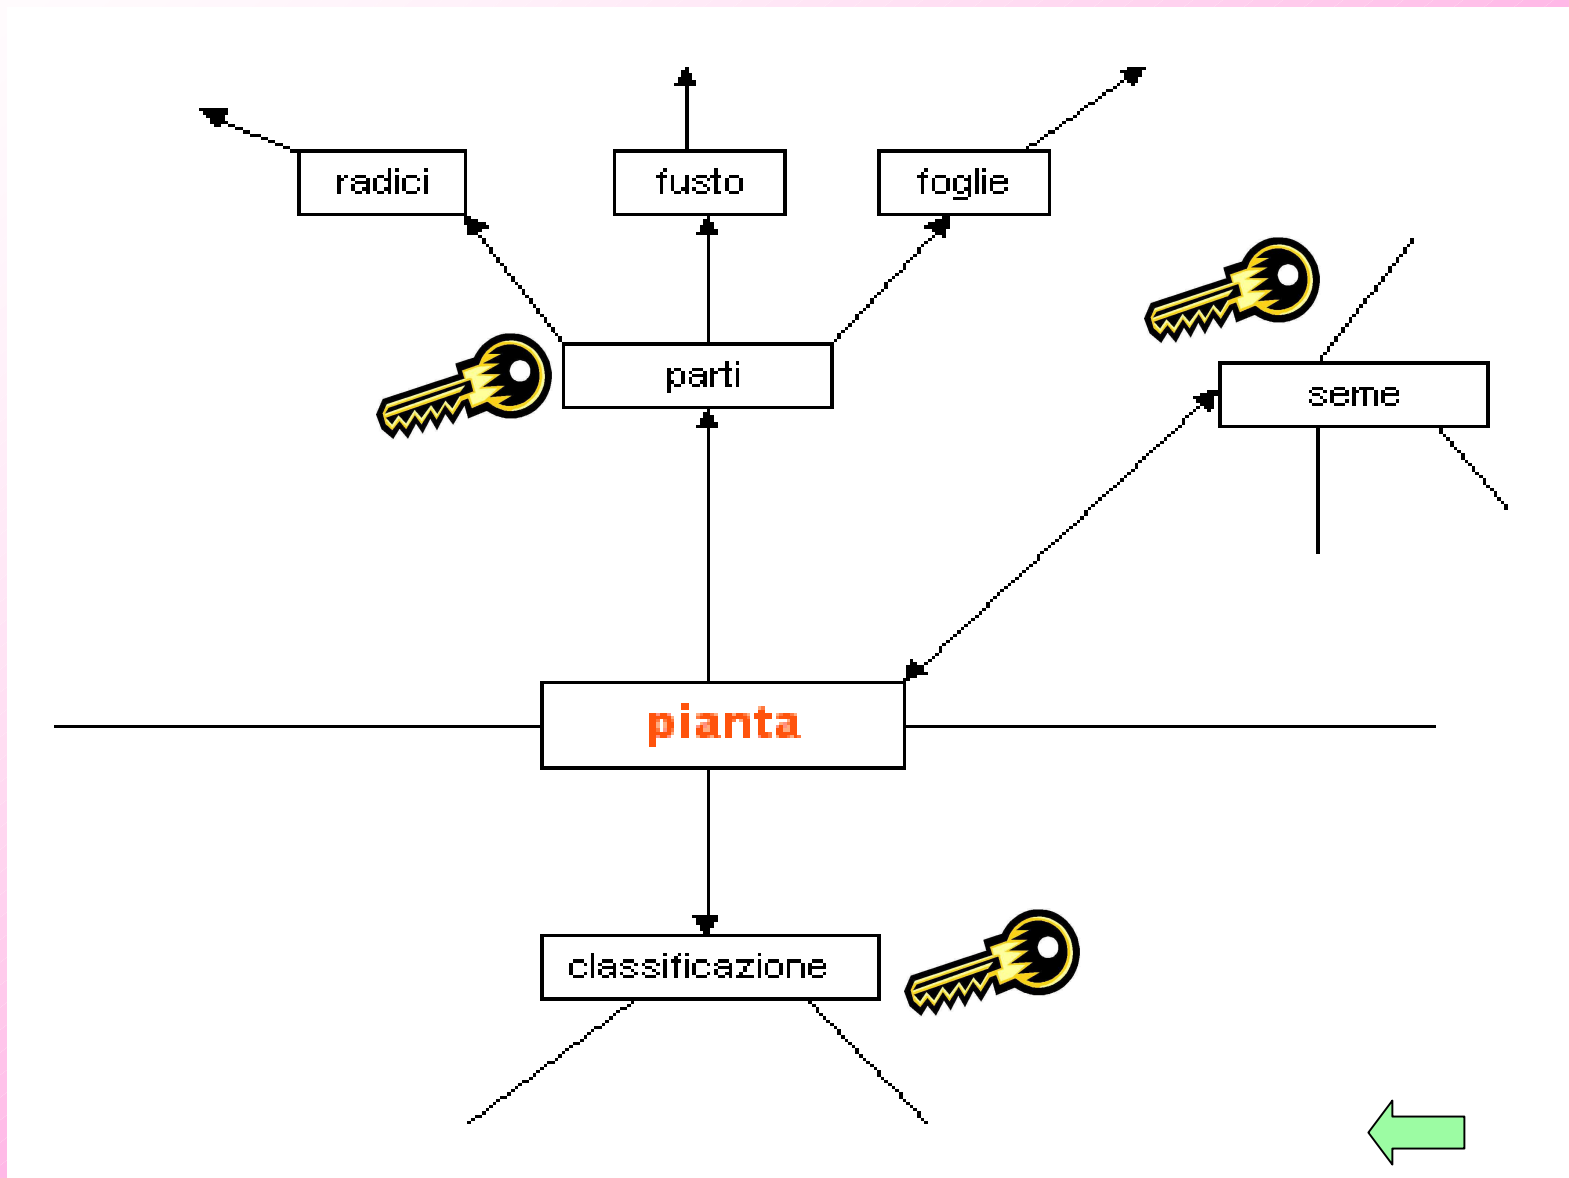 radici
fusto
foglie
parti
seme
pianta
classificazione